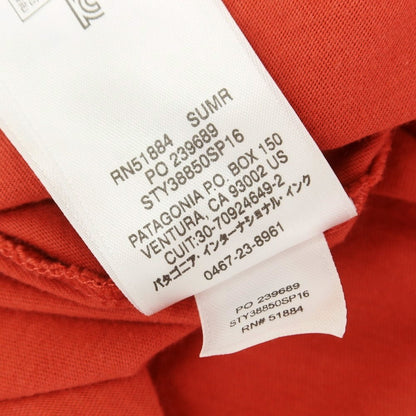 RN51884 SUMR
PO 239689
STY38850SP16
PATAGONIA PO. BOX 150
VENTURA, CA 93002 US
CUIT:30-70924649-2
パタゴニア・インターナショナル・インク
0467-23-8961
PO 239689
STY38850SP16
RN# 51884